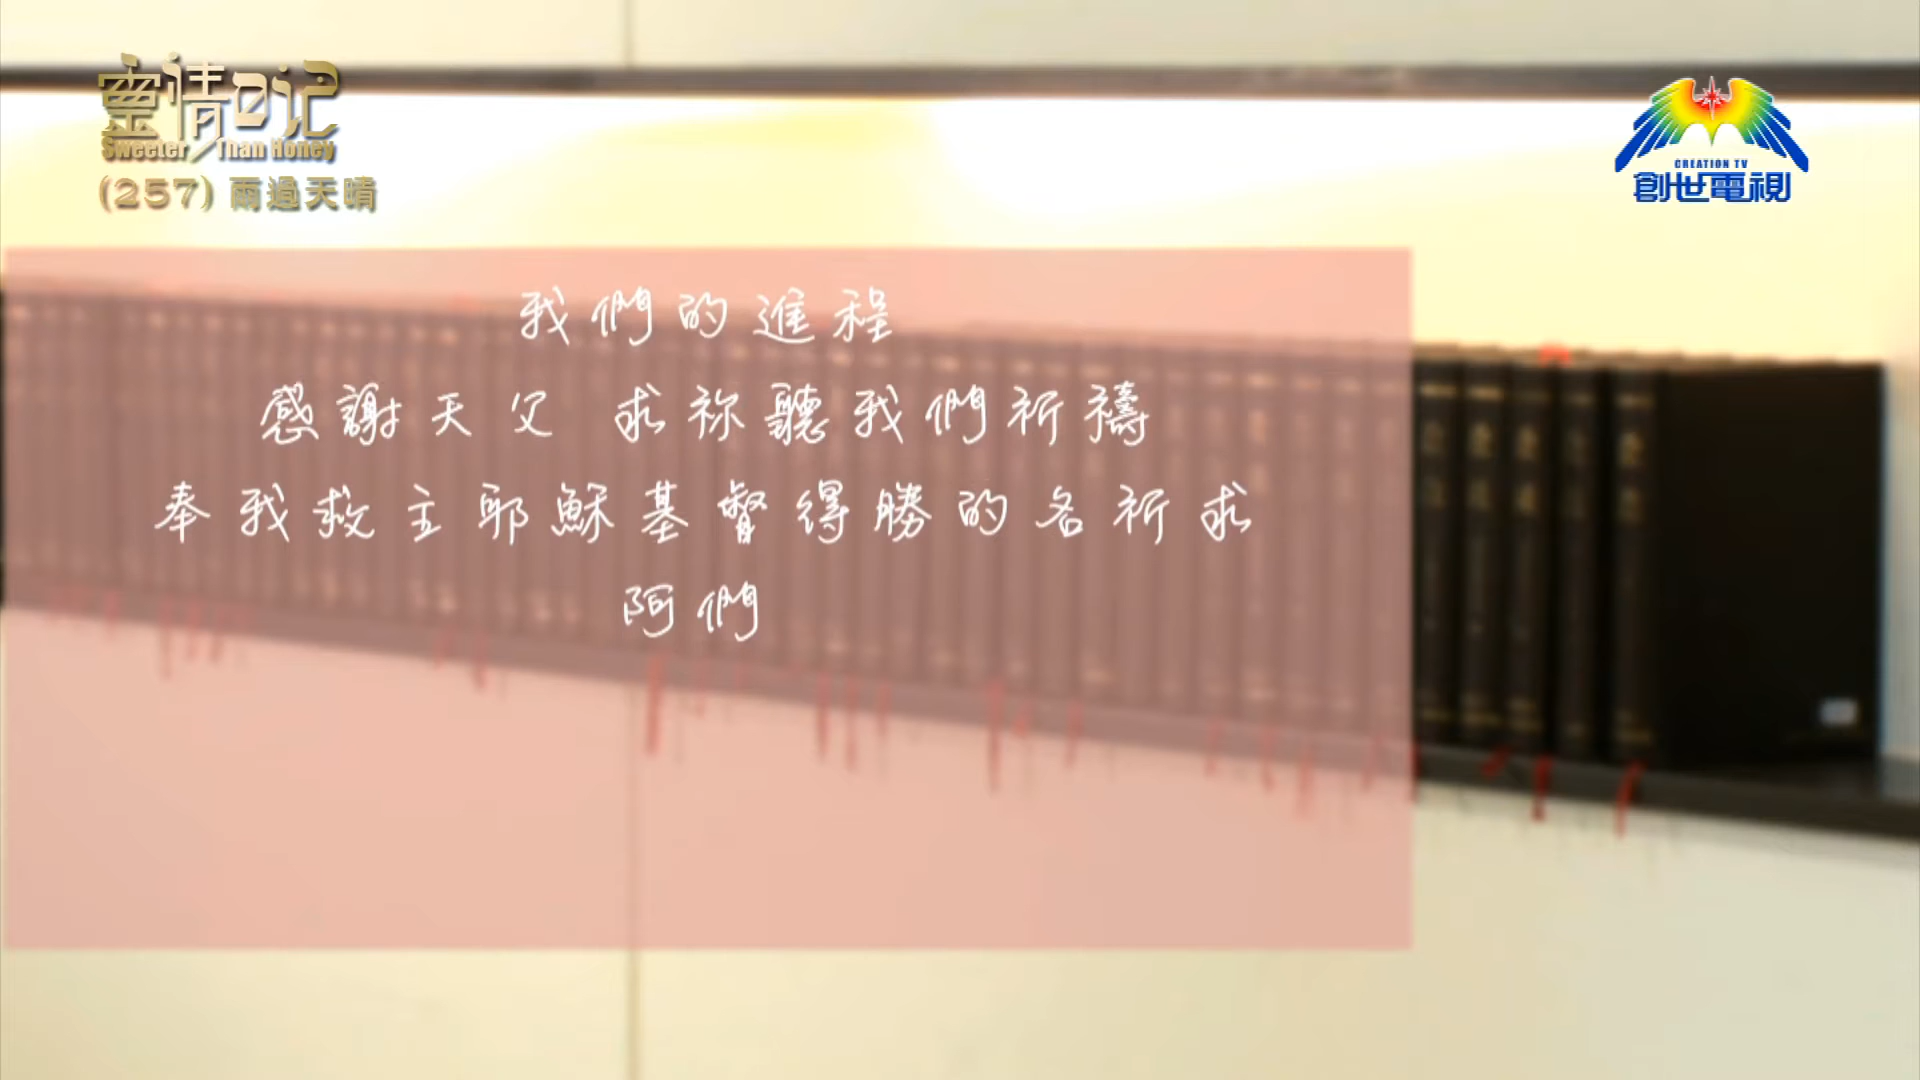 靈情日记
Sweeter Than Honey
(257) 雨過天晴
CREATION TV
創世電視
我們的進程
感謝天父 求祢聽我們祈禱
奉我救主耶穌基督得勝的名祈求
阿們